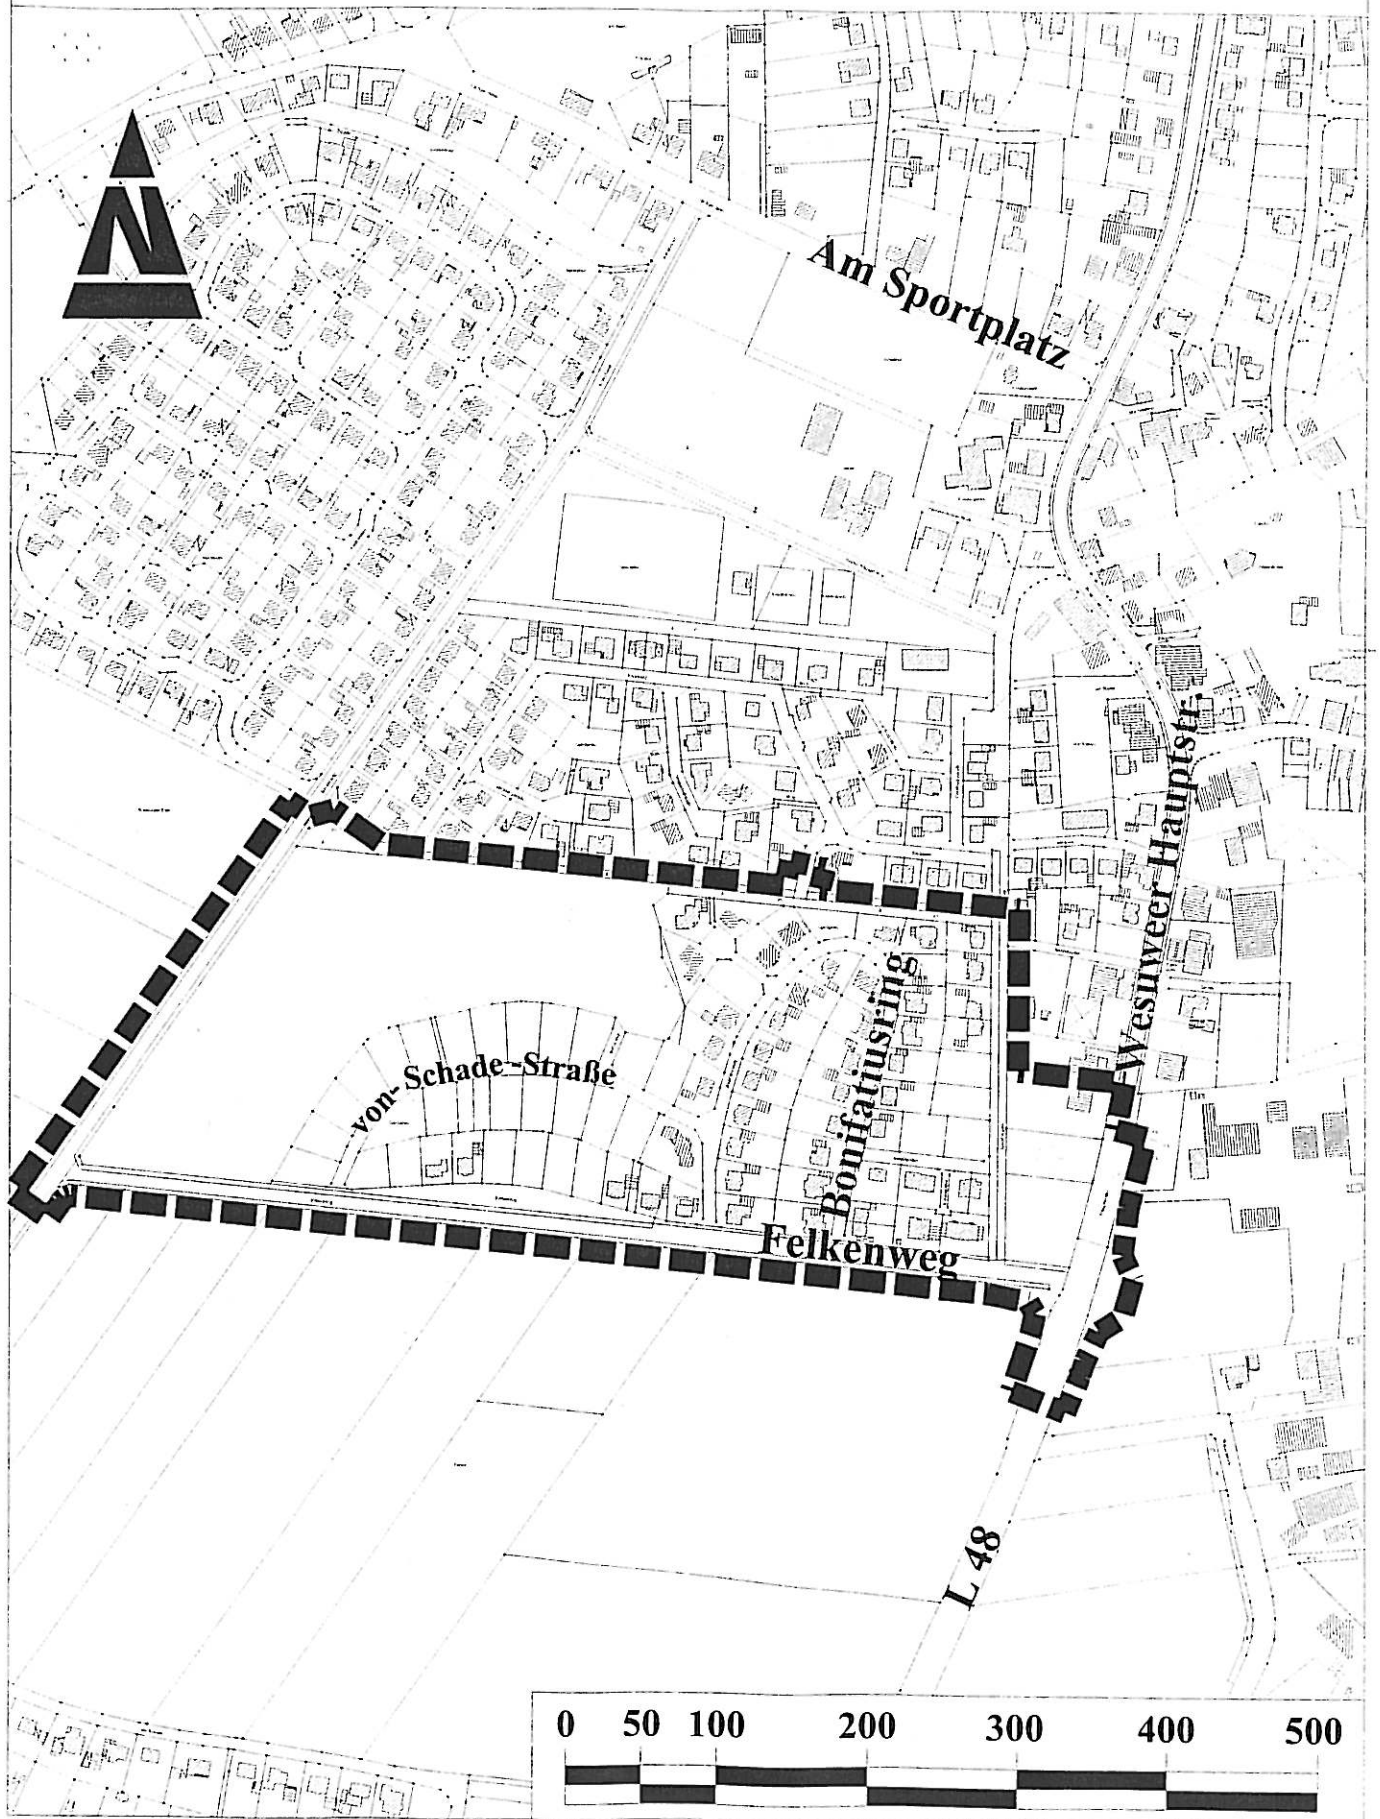 N
Am Sportplatz
Wesuweer Hauptstr.
von-Schade-Straße
Bonifatiusring
Felkenweg
L 48
0 50 100 200 300 400 500